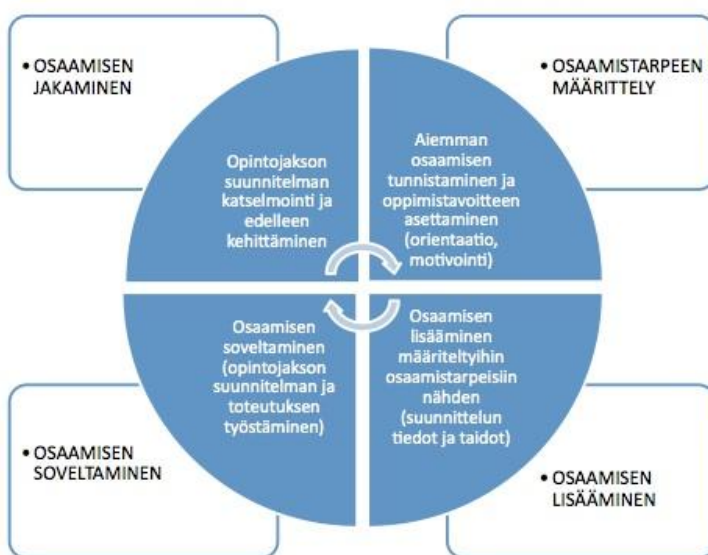 • OSAAMISEN
JAKAMINEN
• OSAAMISTARPEEN
MÄÄRITTELY
Opintojakson
suunnitelman
katselmointi ja
edelleen
kehittäminen
Aiemman
osaamisen
tunnistaminen ja
oppimistavoitteen
asettaminen
(orientaatio,
motivointi)
Osaamisen
soveltaminen
(opintojakson
suunnitelman ja
toteutuksen
työstäminen)
Osaamisen
lisääminen
määriteltyihin
osaamistarpeisiin
nähden
(suunnittelun
tiedot ja taidot)
• OSAAMISEN
SOVELTAMINEN
• OSAAMISEN
LISÄÄMINEN